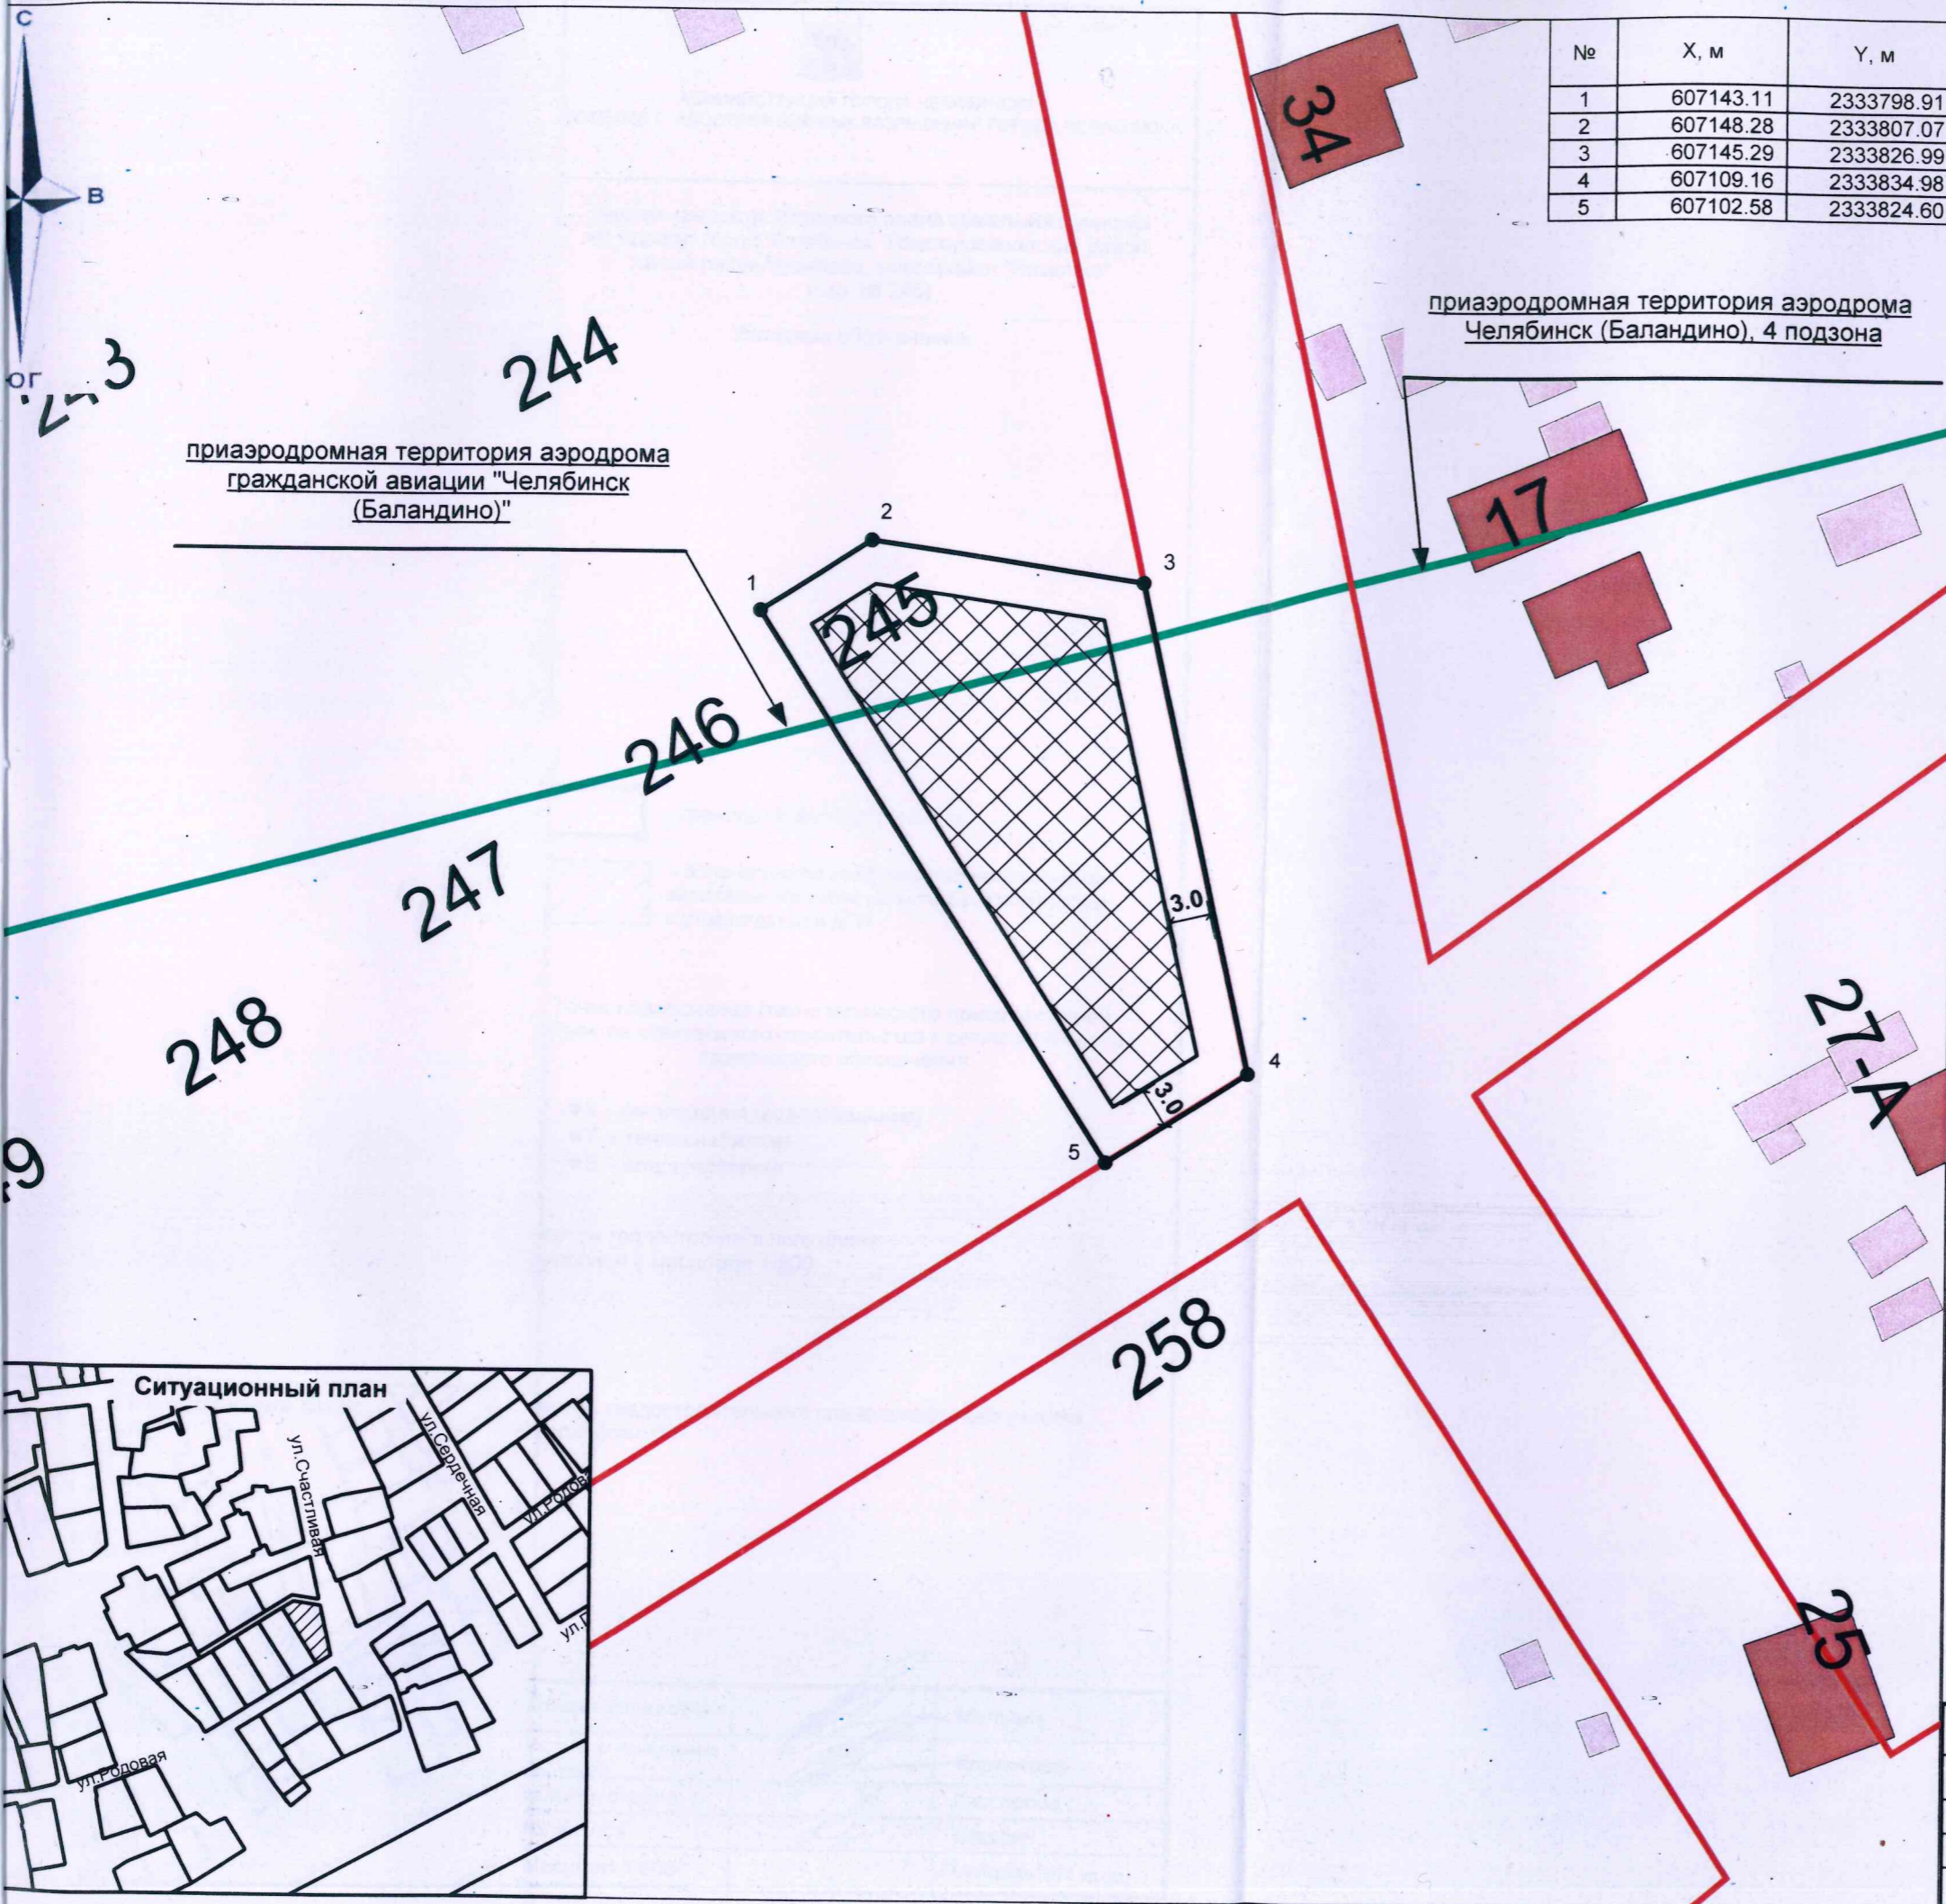 С
В
ЮГ
№ X, м Y, м
1 607143.11 2333798.91
2 607148.28 2333807.07
3 607145.29 2333826.99
4 607109.16 2333834.98
5 607102.58 2333824.60
34
приаэродромная территория аэродрома
Челябинск (Баландино), 4 подзона
243
244
приаэродромная территория аэродрома
гражданской авиации "Челябинск
(Баландино)"
17
2
3
1
245
246
247
3.0
248
27-А
4
3.0
5
258
Ситуационный план
ул.Сердечная
ул.Счастливая
ул.Родова
ул.Родовая
25